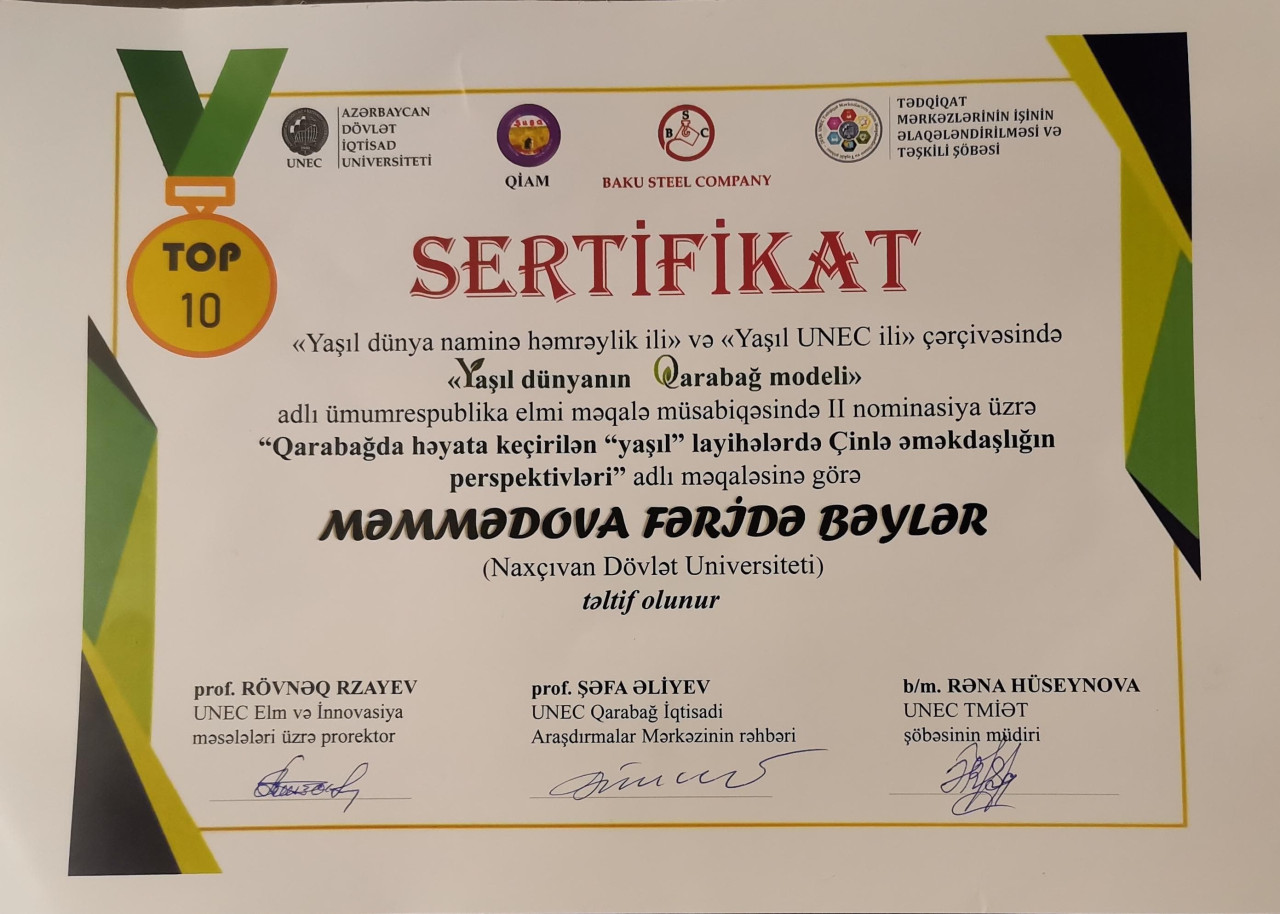 TOP
10
UNEC
AZƏRBAYCAN
DÖVLƏT
İQTİSAD
UNİVERSİTETİ
Şuşa
QİAM
B S C
BAKU STEEL COMPANY
TƏDQİQAT
MƏRKƏZLƏRİNİN İŞİNİN
ƏLAQƏLƏNDİRİLMƏSİ VƏ
TƏŞKİLİ ŞÖBƏSİ
SERTİFİKAT
«Yaşıl dünya naminə həmrəylik ili» və «Yaşıl UNEC ili» çərçivəsində
«Yaşıl dünyanın Qarabağ modeli»
adlı ümumrespublika elmi məqalə müsabiqəsində II nominasiya üzrə
“Qarabağda həyata keçirilən “yaşıl” layihələrdə Çinlə əməkdaşlığın
perspektivləri” adlı məqaləsinə görə
MƏMMƏDOVA FƏRİDƏ BƏYLƏR
(Naxçıvan Dövlət Universiteti)
təltif olunur
prof. RÖVNƏQ RZAYEV
UNEC Elm və İnnovasiya
məsələləri üzrə prorektor
prof. ŞƏFA ƏLİYEV
UNEC Qarabağ İqtisadi
Araşdırmalar Mərkəzinin rəhbəri
b/m. RƏNA HÜSEYNOVA
UNEC TMİƏT
şöbəsinin müdiri